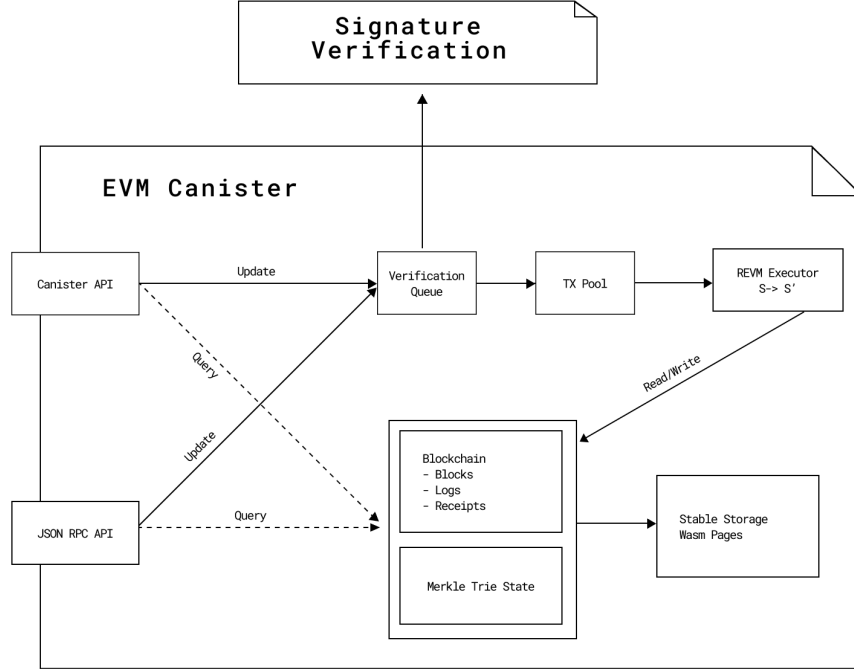 Signature
Verification
EVM Canister
Canister API
Update
Verification
Queue
TX Pool
REVM Executor
S-> S'
Query
Read/Write
Update
Blockchain
- Blocks
- Logs
- Receipts
JSON RPC API
Query
Stable Storage
Wasm Pages
Merkle Trie State